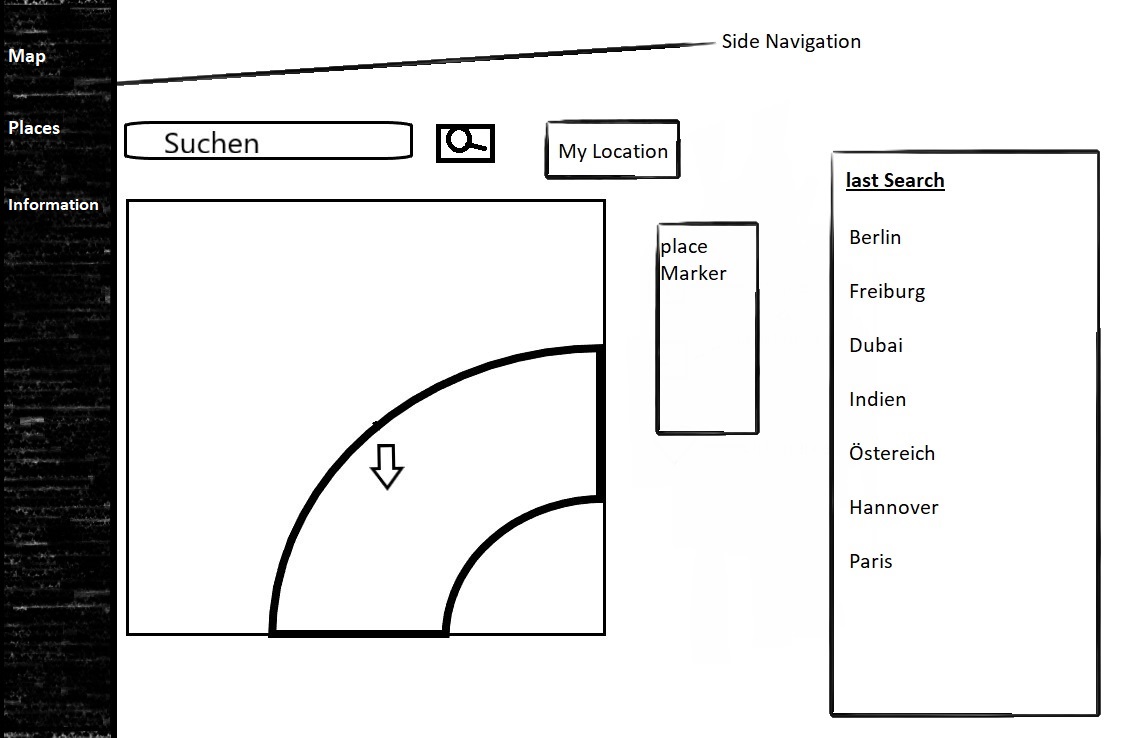 Map
Places
Information
Side Navigation
Suchen
My Location
place
Marker
last Search
Berlin
Freiburg
Dubai
Indien
Östereich
Hannover
Paris